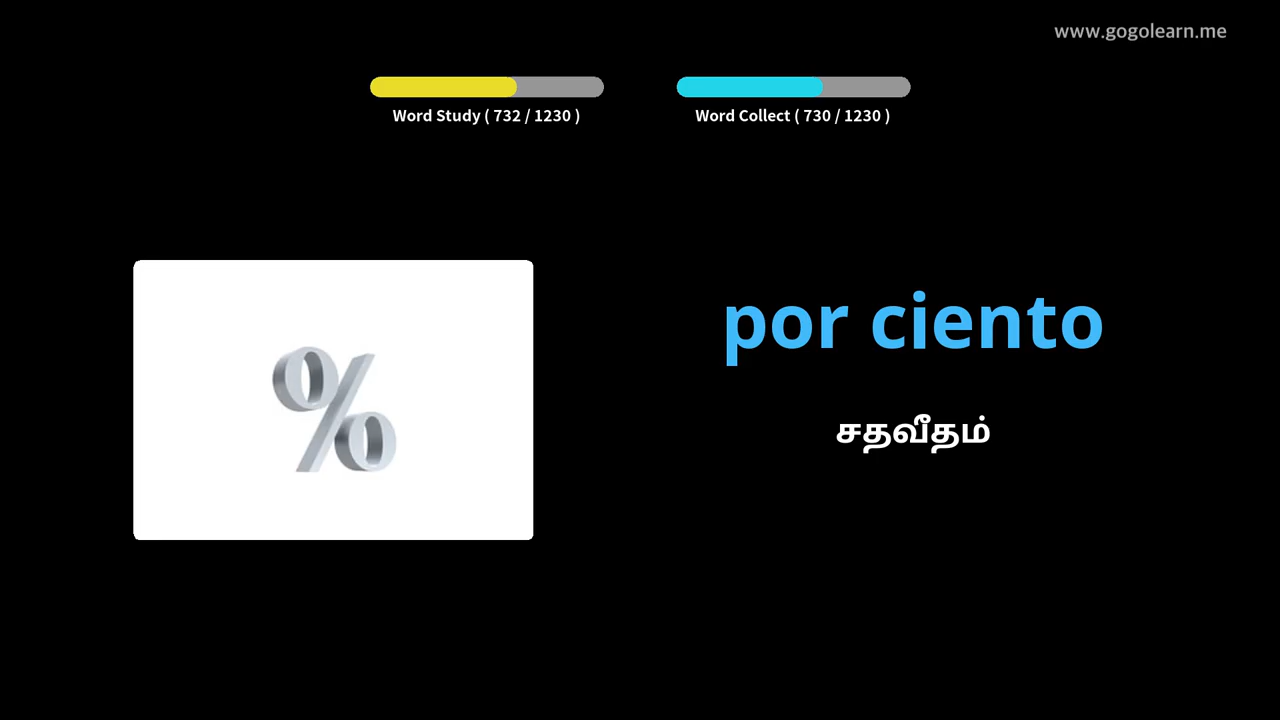 www.gogolearn.me
Word Study ( 732 / 1230 )
Word Collect ( 730 / 1230 )
%
por ciento
சதவீதம்